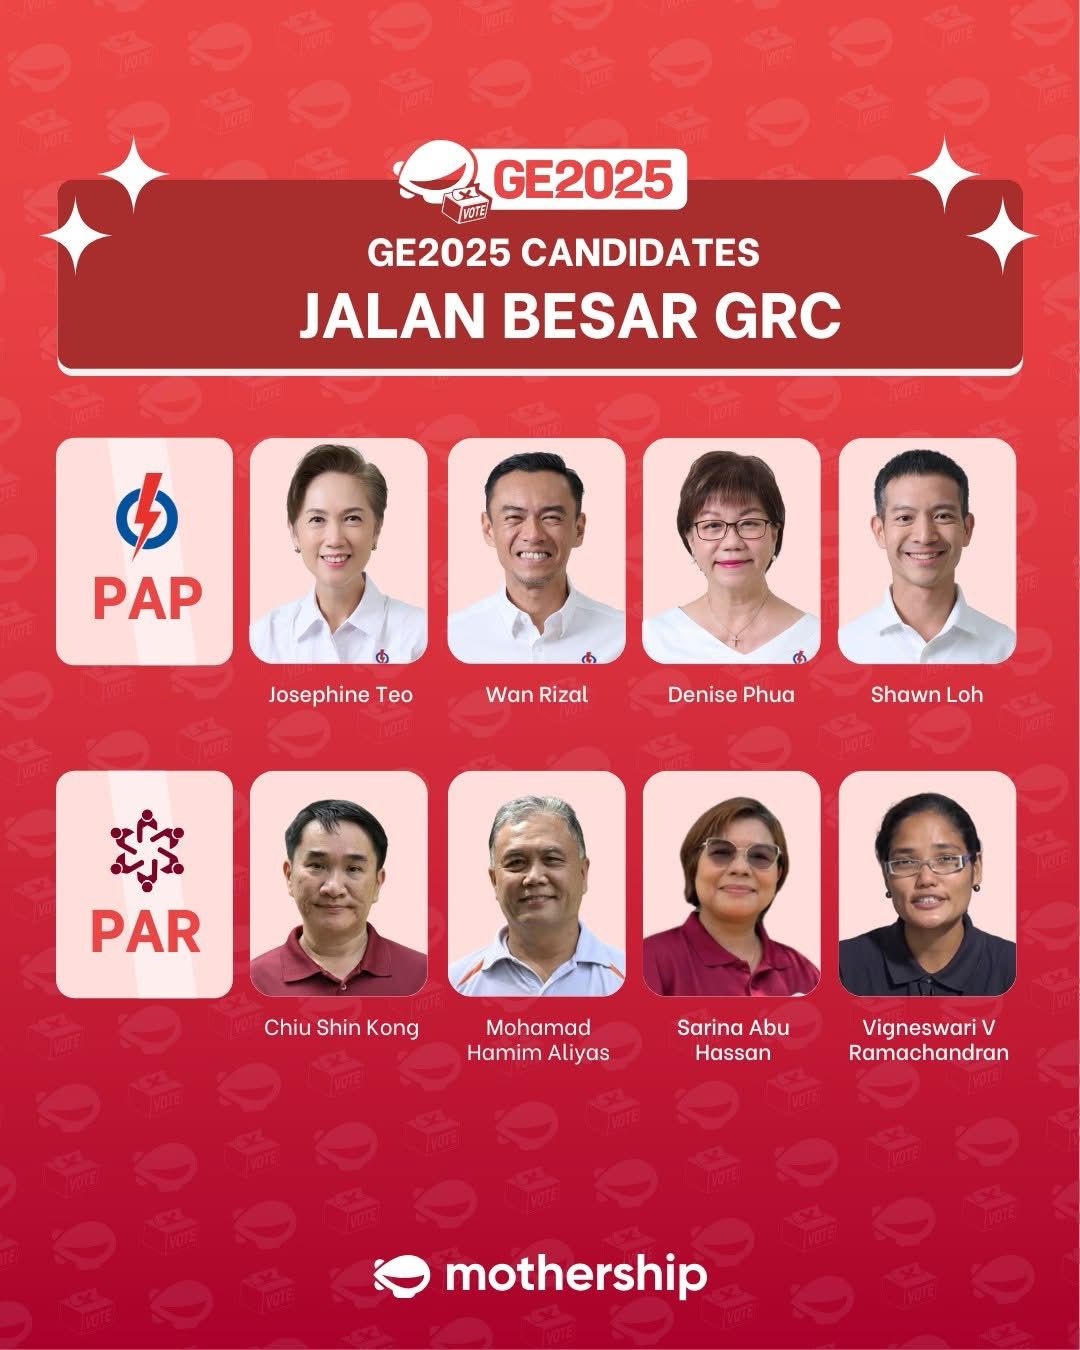 VOTE
GE2025
GE2025 CANDIDATES
JALAN BESAR GRC
PAP
Josephine Teo
Wan Rizal
Denise Phua
Shawn Loh
PAR
Chiu Shin Kong
Mohamad
Hamim Aliyas
Sarina Abu
Hassan
Vigneswari V
Ramachandran
mothership